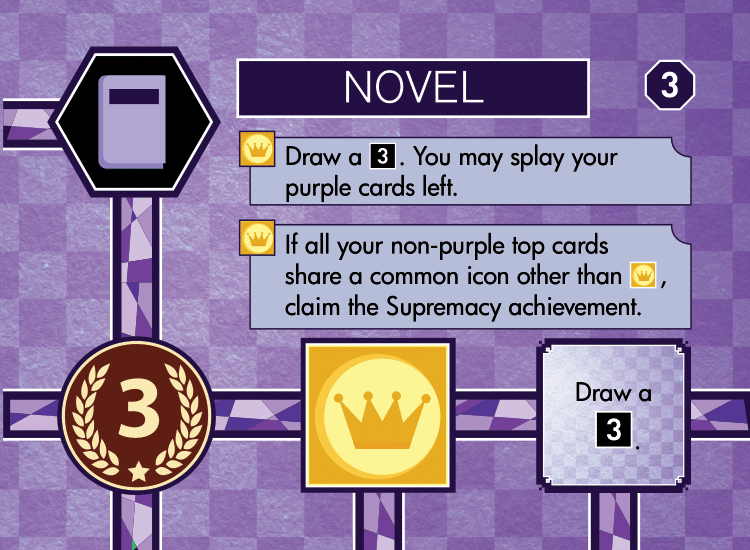 NOVEL
3
Draw a 3. You may splay your
purple cards left.
If all your non-purple top cards
share a common icon other than ,
claim the Supremacy achievement.
3
Draw a
3.